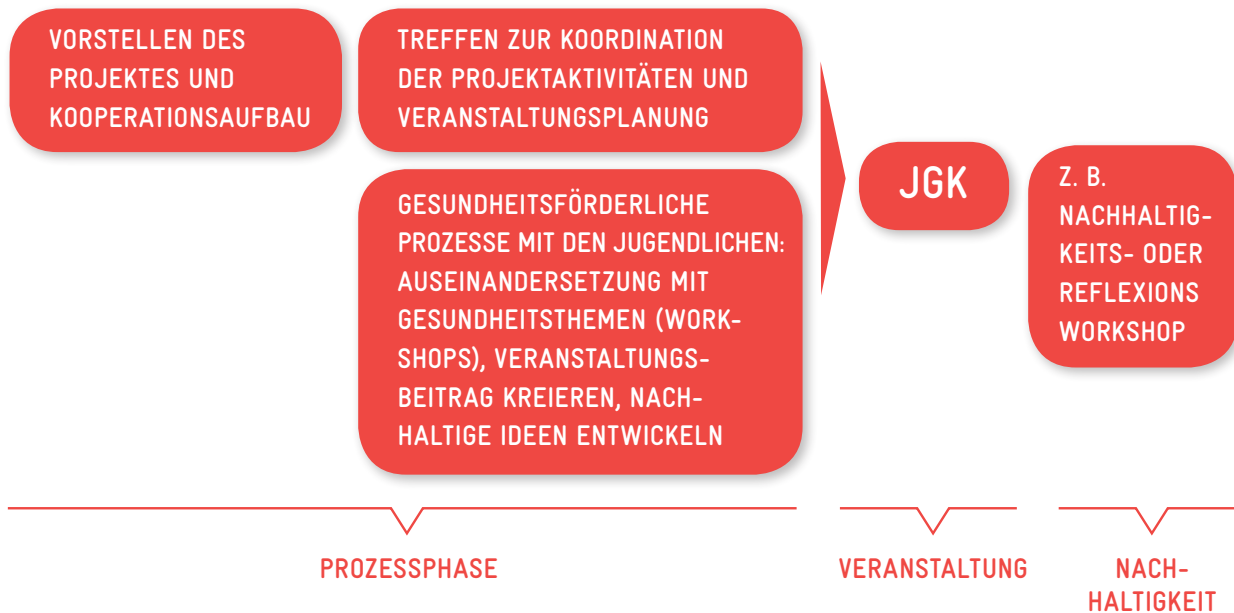 VORSTELLEN DES
PROJEKTES UND
KOOPERATIONSAUFBAU
TREFFEN ZUR KOORDINATION
DER PROJEKTAKTIVITÄTEN UND
VERANSTALTUNGSPLANUNG
GESUNDHEITSFÖRDERLICHE
PROZESSE MIT DEN JUGENDLICHEN:
AUSEINANDERSETZUNG MIT
GESUNDHEITSTHEMEN (WORK-
SHOPS), VERANSTALTUNGS-
BEITRAG KREIEREN, NACH-
HALTIGE IDEEN ENTWICKELN
JGK
Z. B.
NACHHALTIG-
KEITS- ODER
REFLEXIONS
WORKSHOP
PROZESSPHASE
VERANSTALTUNG
NACH-
HALTIGKEIT